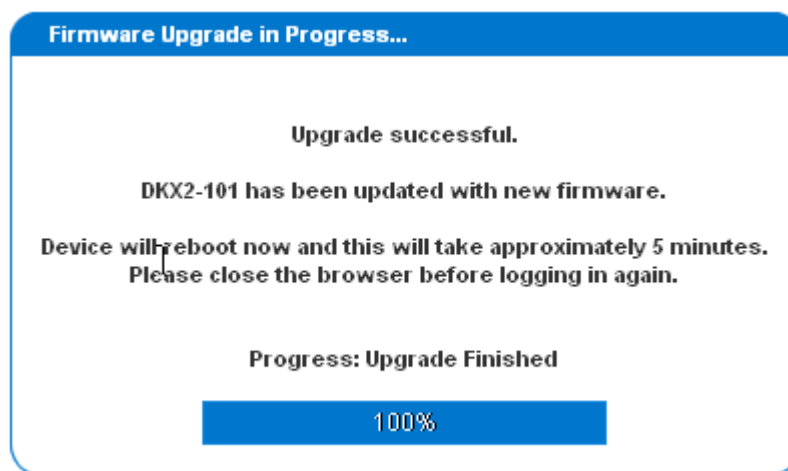 Firmware Upgrade in Progress...
Upgrade successful.
DKX2-101 has been updated with new firmware.
Device will reboot now and this will take approximately 5 minutes.
Please close the browser before logging in again.
Progress: Upgrade Finished
100%